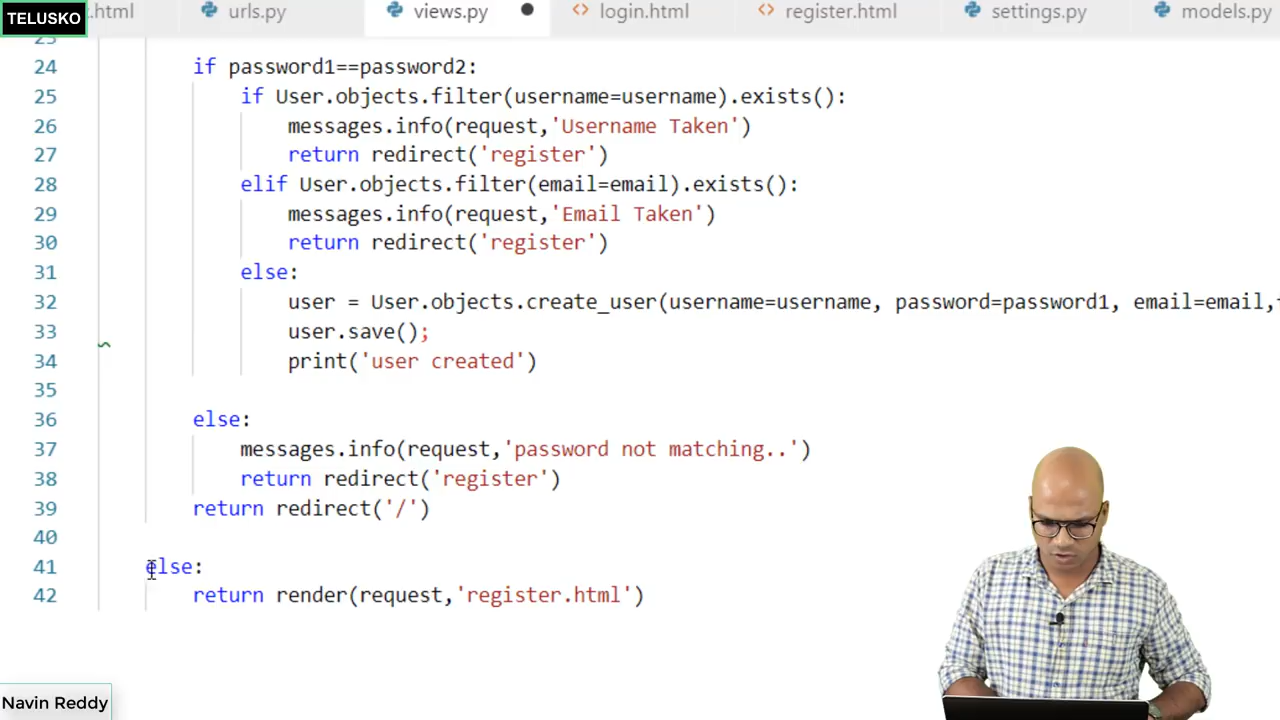 TELUSKO
.html
urls.py
views.py
login.html
register.html
settings.py
models.py
24 if password1==password2:
25 if User.objects.filter(username=username).exists():
26 messages.info(request,'Username Taken')
27 return redirect('register')
28 elif User.objects.filter(email=email).exists():
29 messages.info(request,'Email Taken')
30 return redirect('register')
31 else:
32 user = User.objects.create_user(username=username, password=password1, email=email,
33 user.save();
34 print('user created')
35
36 else:
37 messages.info(request,'password not matching..')
38 return redirect('register')
39 return redirect('/')
40
41 else:
42 return render(request,'register.html')
Navin Reddy